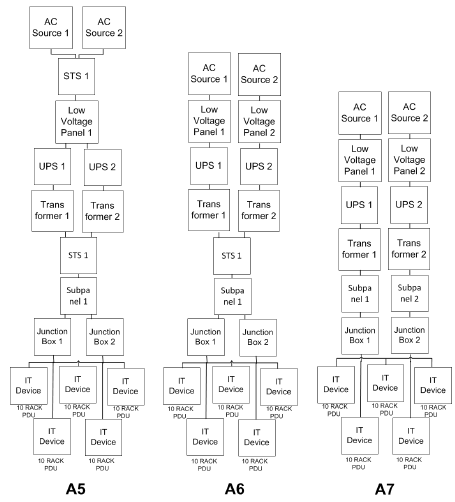 AC
Source 1
AC
Source 2
STS 1
Low
Voltage
Panel 1
UPS 1
UPS 2
Trans
former 1
Trans
former 2
STS 1
Subpa
nel 1
Junction
Box 1
Junction
Box 2
IT
Device
10 RACK
PDU
IT
Device
10 RACK
PDU
IT
Device
10 RACK
PDU
IT
Device
10 RACK
PDU
IT
Device
10 RACK
PDU
A5
AC
Source 1
AC
Source 2
Low
Voltage
Panel 1
Low
Voltage
Panel 2
UPS 1
UPS 2
Trans
former 1
Trans
former 2
STS 1
Subpa
nel 1
Junction
Box 1
Junction
Box 2
IT
Device
10 RACK
PDU
IT
Device
10 RACK
PDU
IT
Device
10 RACK
PDU
IT
Device
10 RACK
PDU
IT
Device
10 RACK
PDU
A6
AC
Source 1
AC
Source 2
Low
Voltage
Panel 1
Low
Voltage
Panel 2
UPS 1
UPS 2
Trans
former 1
Trans
former 2
Subpa
nel 1
Subpa
nel 2
Junction
Box 1
Junction
Box 2
IT
Device
10 RACK
PDU
IT
Device
10 RACK
PDU
IT
Device
10 RACK
PDU
IT
Device
10 RACK
PDU
IT
Device
10 RACK
PDU
A7